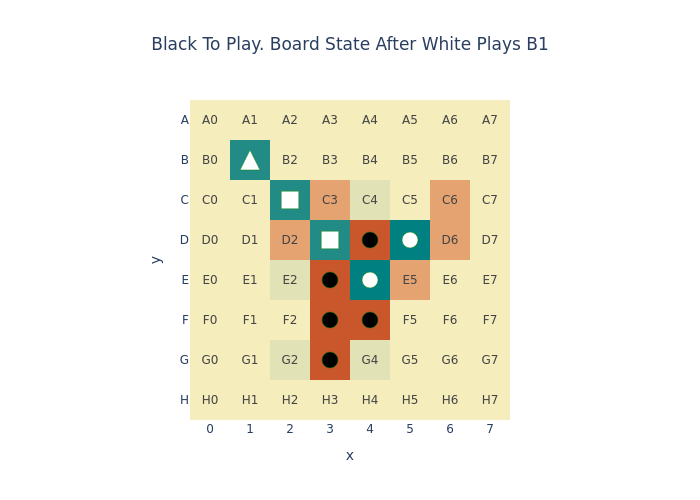 Black To Play. Board State After White Plays B1
A A0 A1 A2 A3 A4 A5 A6 A7
B B0 B2 B3 B4 B5 B6 B7
C C0 C1 C3 C4 C5 C6 C7
D D0 D1 D2 D6 D7
y
E E0 E1 E2 E5 E6 E7
F F0 F1 F2 F5 F6 F7
G G0 G1 G2 G4 G5 G6 G7
H H0 H1 H2 H3 H4 H5 H6 H7
0 1 2 3 4 5 6 7
x